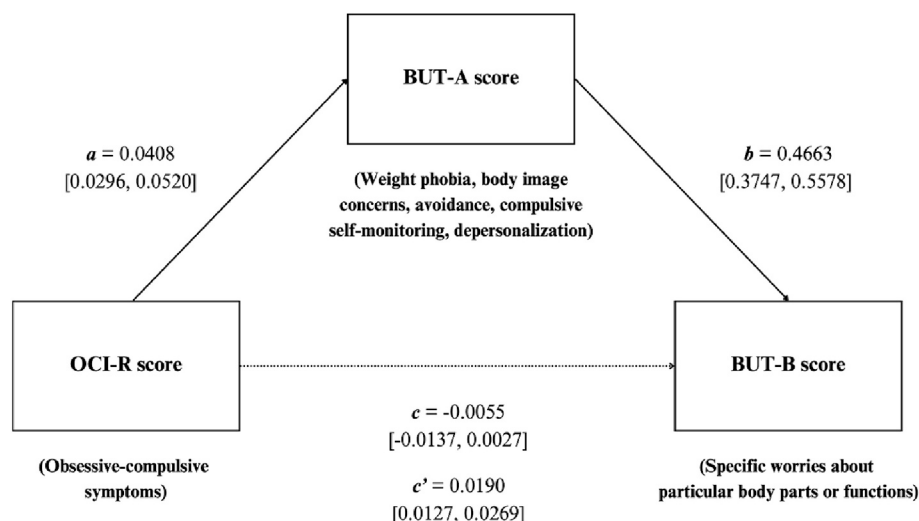 BUT-A score
(Weight phobia, body image
concerns, avoidance, compulsive
self-monitoring, depersonalization)
a = 0.0408
[0.0296, 0.0520]
b = 0.4663
[0.3747, 0.5578]
OCI-R score
(Obsessive-compulsive
symptoms)
c = -0.0055
[-0.0137, 0.0027]
c’ = 0.0190
[0.0127, 0.0269]
BUT-B score
(Specific worries about
particular body parts or functions)